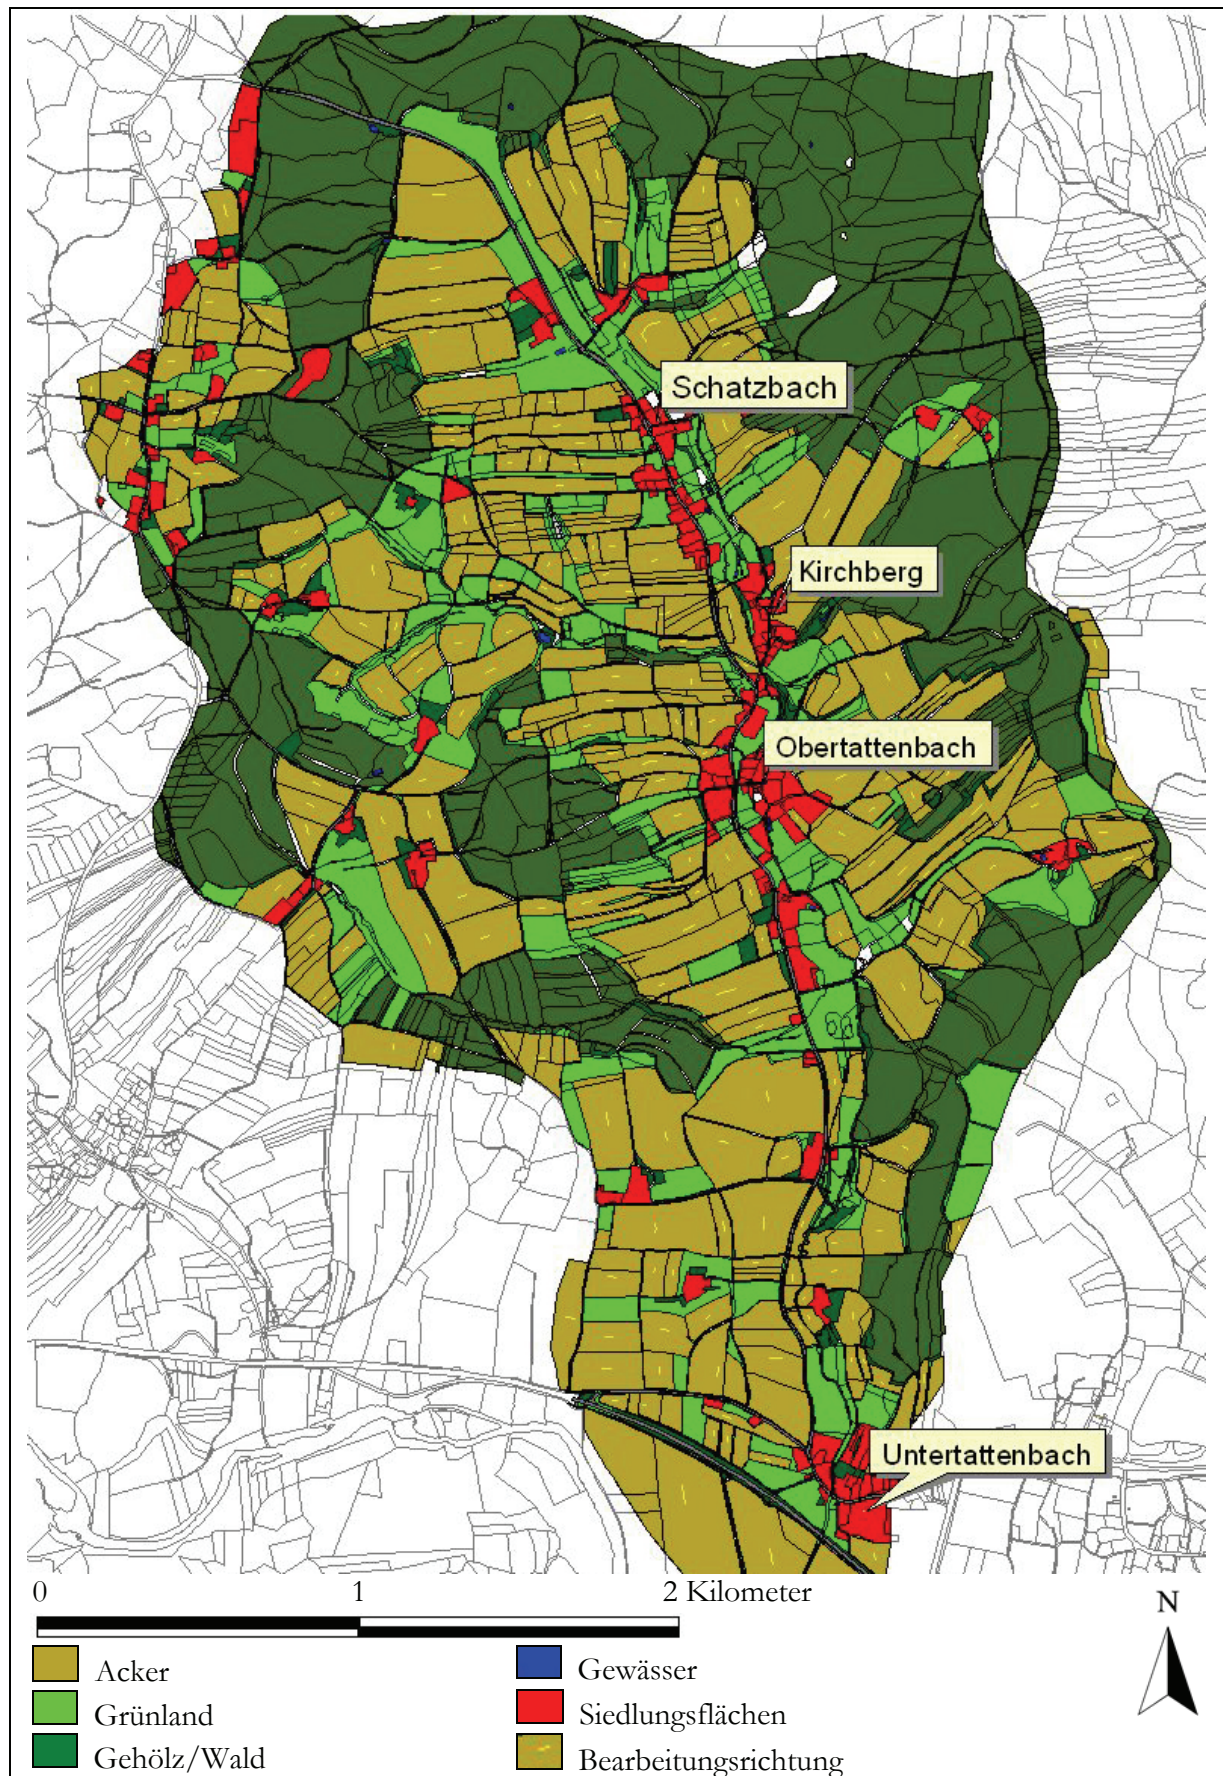 Schatzbach
Kirchberg
Obertattenbach
Untertattenbach
0 1 2 Kilometer
N
Acker
Gewässer
Grünland
Siedlungsflächen
Gehölz/Wald
Bearbeitungsrichtung